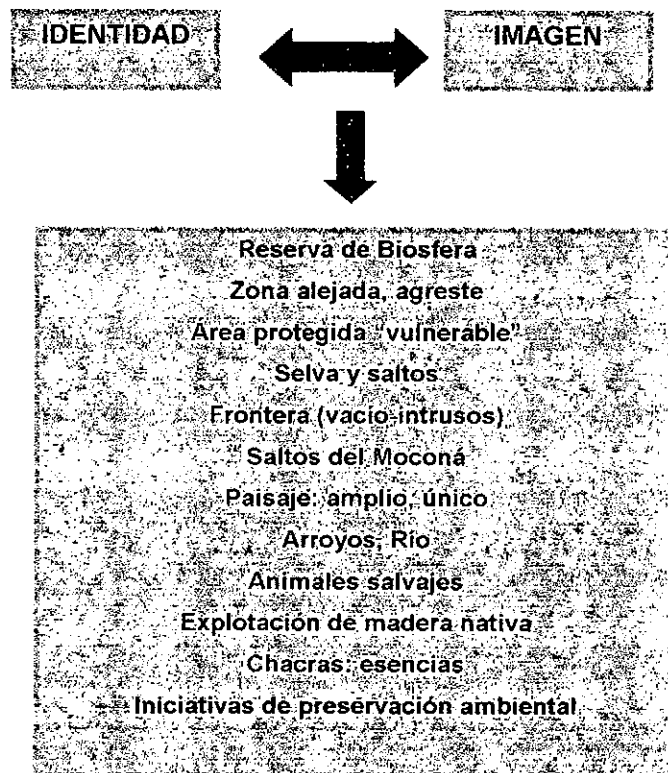 IDENTIDAD
IMAGEN
Reserva de Biosfera
Zona alejada, agreste
Area protegida "vulnerable"
Selva y saltos
Frontera (vacío-intrusos)
Saltos del Moconá
Paisaje: amplio, único
Arroyos, Río
Animales salvajes
Explotación de madera nativa
Chacras: esencias
Iniciativas de preservación ambiental